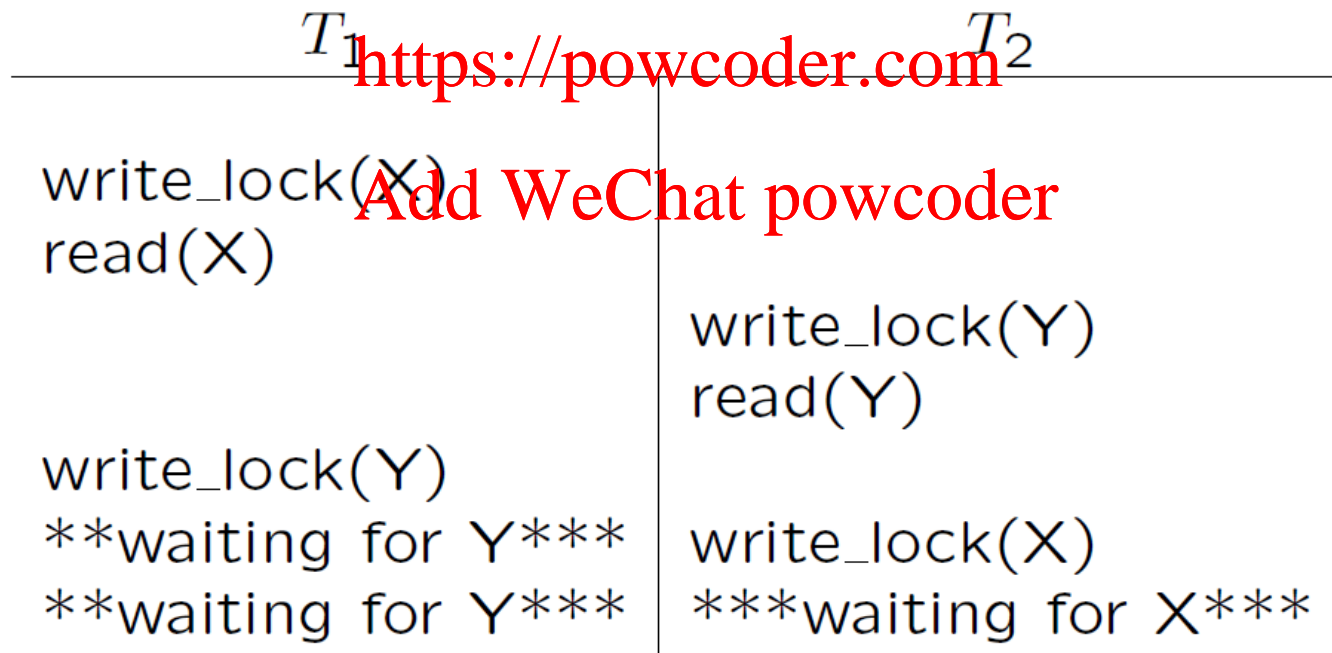 T1 T2
https://powcoder.com
write_lock(X)
Add WeChat powcoder
read(X)
write_lock(Y)
read(Y)
write_lock(Y)
**waiting for Y*** write_lock(X)
**waiting for Y*** ***waiting for X***